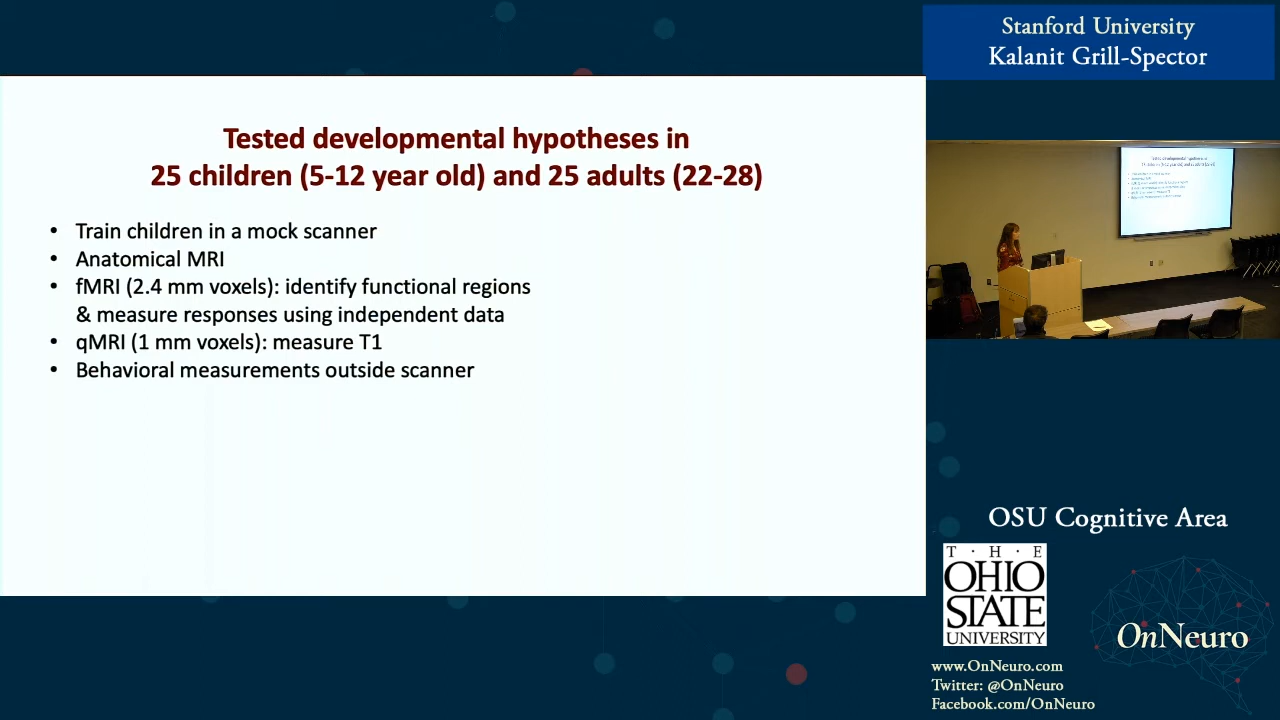 Stanford University
Kalanit Grill-Spector
Tested developmental hypotheses in
25 children (5-12 year old) and 25 adults (22-28)
• Train children in a mock scanner
• Anatomical MRI
• fMRI (2.4 mm voxels): identify functional regions
& measure responses using independent data
• qMRI (1 mm voxels): measure T1
• Behavioral measurements outside scanner
OSU Cognitive Area
T · H · E
OHIO
STATE
UNIVERSITY
OnNeuro
www.OnNeuro.com
Twitter: @OnNeuro
Facebook.com/OnNeuro